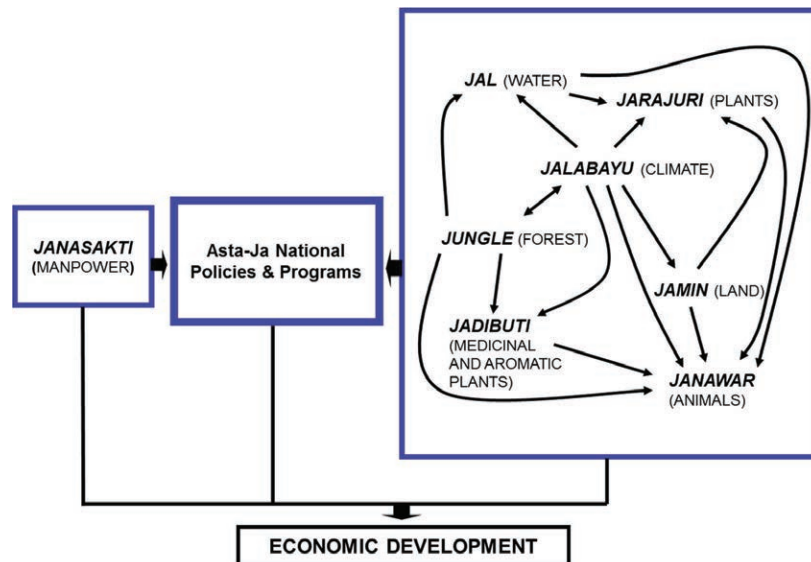 JAL (WATER)
JARAJURI (PLANTS)
JALABAYU (CLIMATE)
JANASAKTI
(MANPOWER)
Asta-Ja National
Policies & Programs
JUNGLE (FOREST)
JAMIN (LAND)
JADIBUTI
(MEDICINAL
AND AROMATIC
PLANTS)
JANAWAR
(ANIMALS)
ECONOMIC DEVELOPMENT